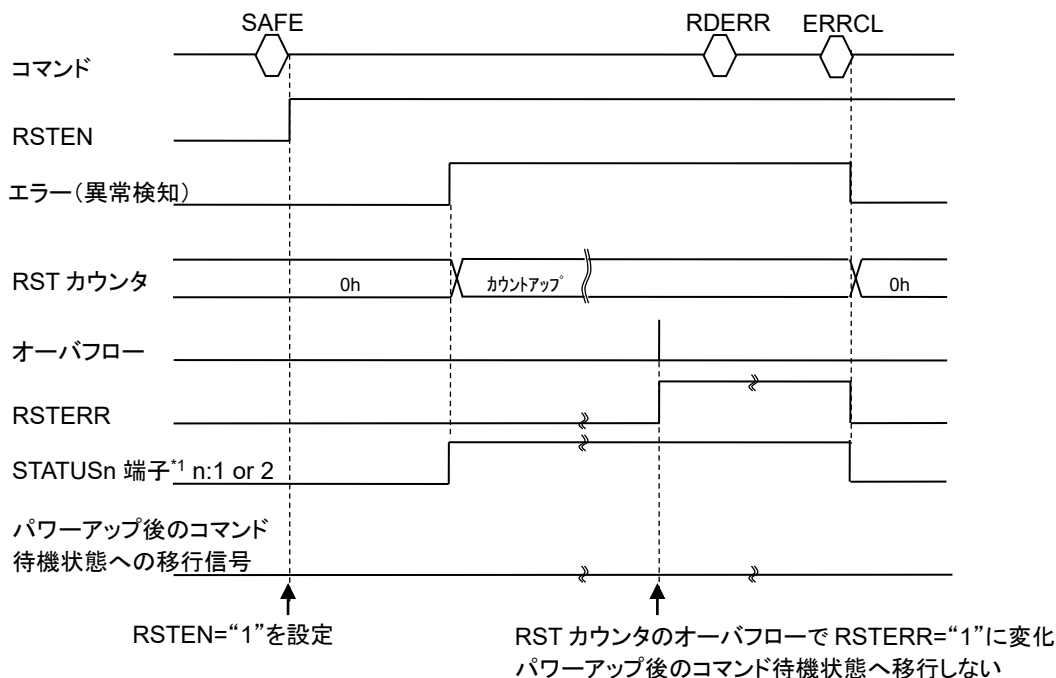 SAFE RDERR ERRCL
コマンド
RSTEN
エラー(異常検知)
RST カウンタ 0h カウントアップ 0h
オーバフロー
RSTERR
STATUSn 端子*1 n:1 or 2
パワーアップ後のコマンド
待機状態への移行信号
RSTEN=“1”を設定
RST カウンタのオーバフローで RSTERR=“1”に変化
パワーアップ後のコマンド待機状態へ移行しない